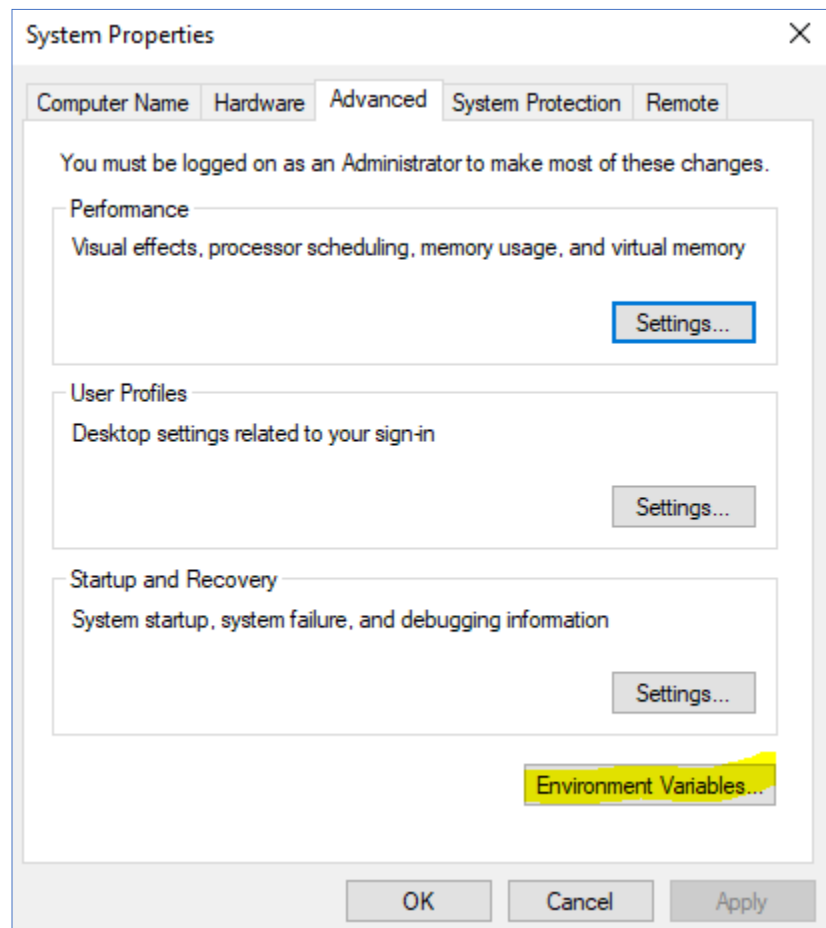 System Properties
Computer Name Hardware Advanced System Protection Remote
You must be logged on as an Administrator to make most of these changes.
Performance
Visual effects, processor scheduling, memory usage, and virtual memory
Settings...
User Profiles
Desktop settings related to your sign-in
Settings...
Startup and Recovery
System startup, system failure, and debugging information
Settings...
Environment Variables...
OK Cancel Apply